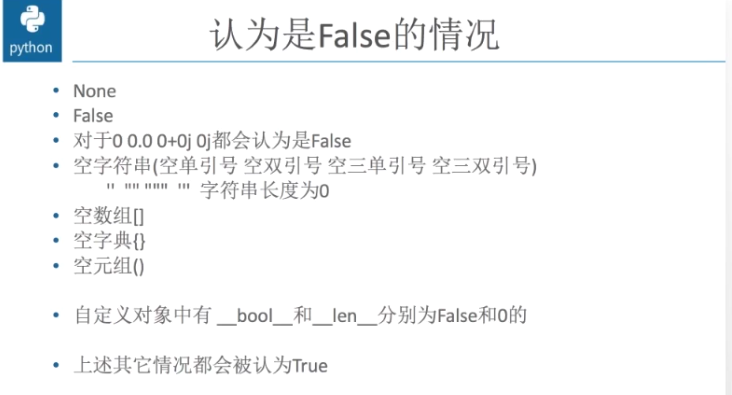 python
认为是False的情况
• None
• False
• 对于0 0.0 0+0j 0j都会认为是False
• 空字符串(空单引号 空双引号 空三单引号 空三双引号)
'' "" """ ''' 字符串长度为0
• 空数组[]
• 空字典{}
• 空元组()
• 自定义对象中有 __bool__和__len__分别为False和0的
• 上述其它情况都会被认为True